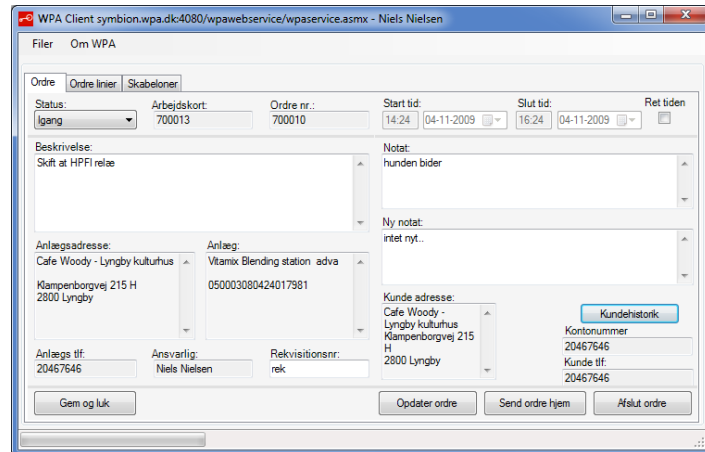 WPA Client symbion.wpa.dk:4080/wpawebservice/wpaservice.asmx - Niels Nielsen
Filer Om WPA
Ordre Ordre linier Skabeloner
Status: Arbejdskort: Ordre nr.: Start tid: Slut tid: Ret tiden
Igang 700013 700010 14:24 04-11-2009 16:24 04-11-2009
Beskrivelse:
Skift at HPFI relæ
Notat:
hunden bider
Ny notat:
intet nyt..
Anlægsadresse:
Cafe Woody - Lyngby kulturhus
Klampenborgvej 215 H
2800 Lyngby
Anlæg:
Vitamix Blending station adva
050003080424017981
Kunde adresse:
Cafe Woody -
Lyngby kulturhus
Klampenborgvej 215
H
2800 Lyngby
Kundehistorik
Kontonummer
20467646
Kunde tlf:
20467646
Anlægs tlf: Ansvarlig: Rekvisitionsnr:
20467646 Niels Nielsen rek
Gem og luk Opdater ordre Send ordre hjem Afslut ordre